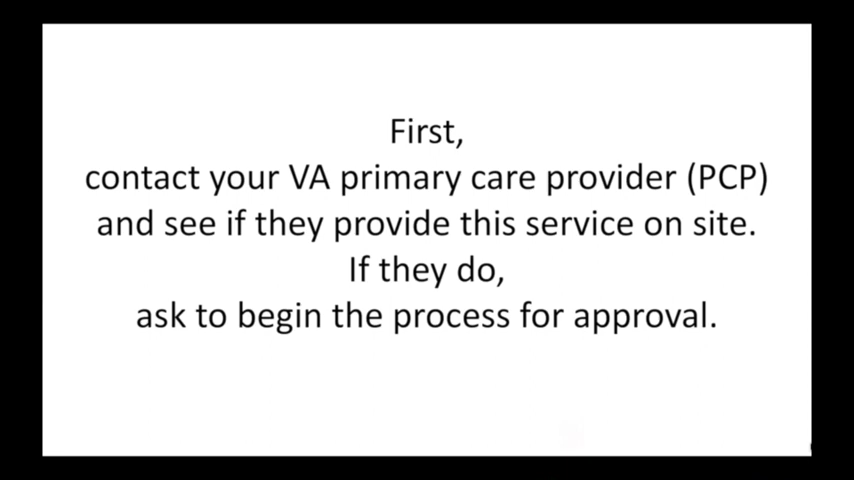 First,
contact your VA primary care provider (PCP)
and see if they provide this service on site.
If they do,
ask to begin the process for approval.